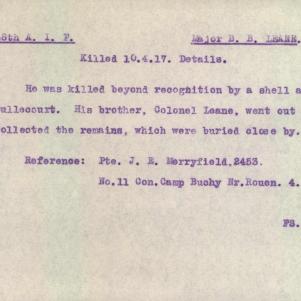 8th A. I. F. Major B. B. LEANE.
Killed 10.4.17. Details.
He was killed beyond recognition by a shell a
ullecourt. His brother, Colonel Leane, went out
ollected the remains, which were buried close by.
Reference: Pte. J. E. Merryfield.2453.
No.11 Con.Camp Buchy Nr.Rouen. 4.
FS.